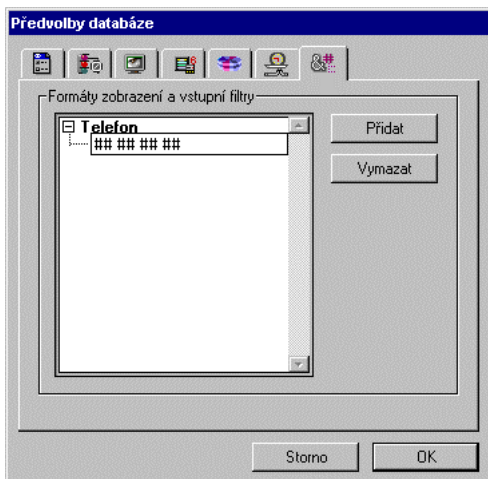 Předvolby databáze
&#
Formáty zobrazení a vstupní filtry
Telefon
## ## ## ##
Přidat
Vymazat
Storno
OK